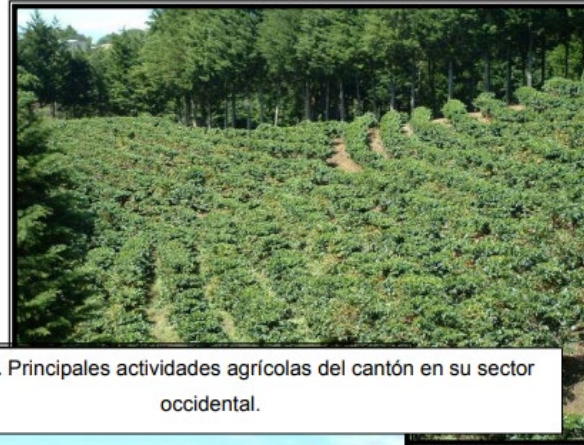 . Principales actividades agrícolas del cantón en su sector
occidental.